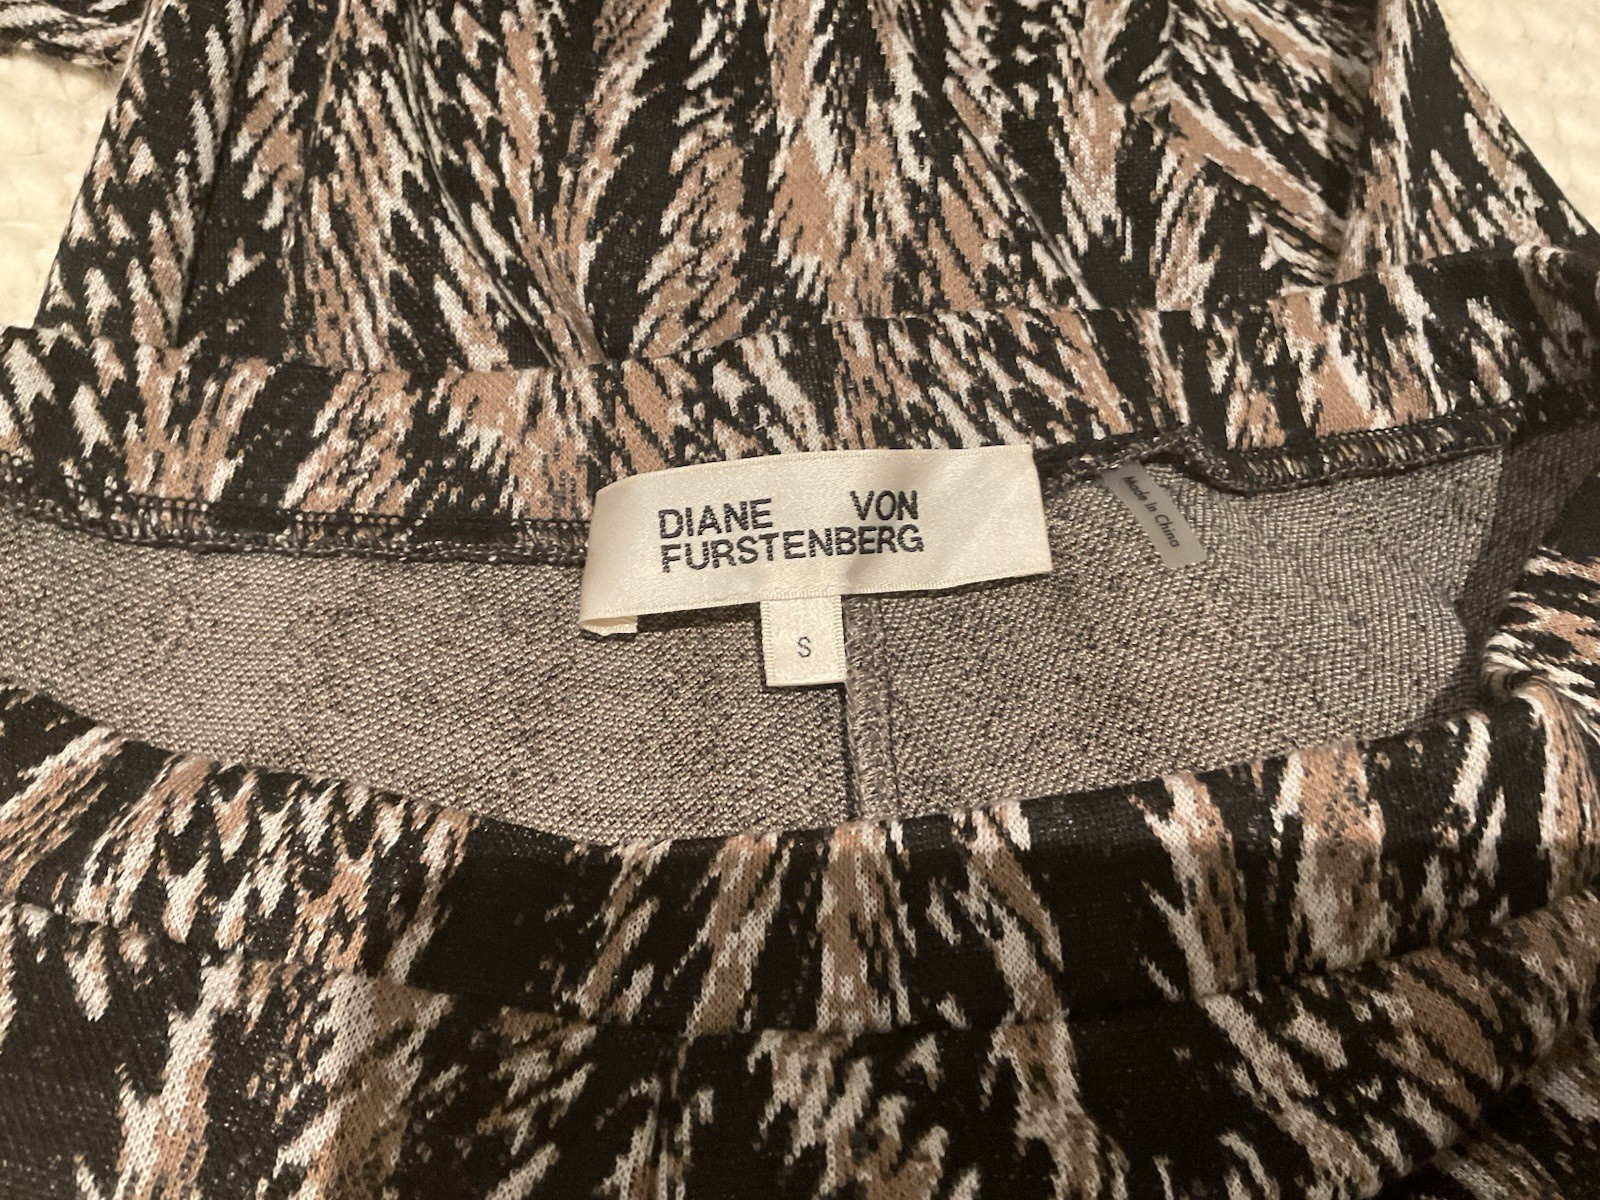 DIANE VON
FURSTENBERG
S
Made In China